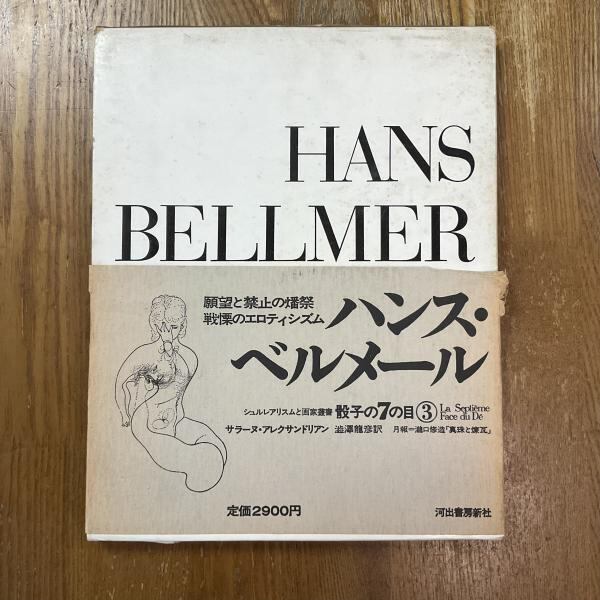 HANS
BELLMER
願望と禁止の燔祭
戦慄のエロティシズム
ハンス・
ベルメール
シュルレアリスムと画家叢書 骰子の7の目③ La Septième
Face du Dé
サラーヌ・アレクサンドリアン 澁澤龍彦訳 月報=瀧口修造「真珠と煉瓦」
定価2900円
河出書房新社